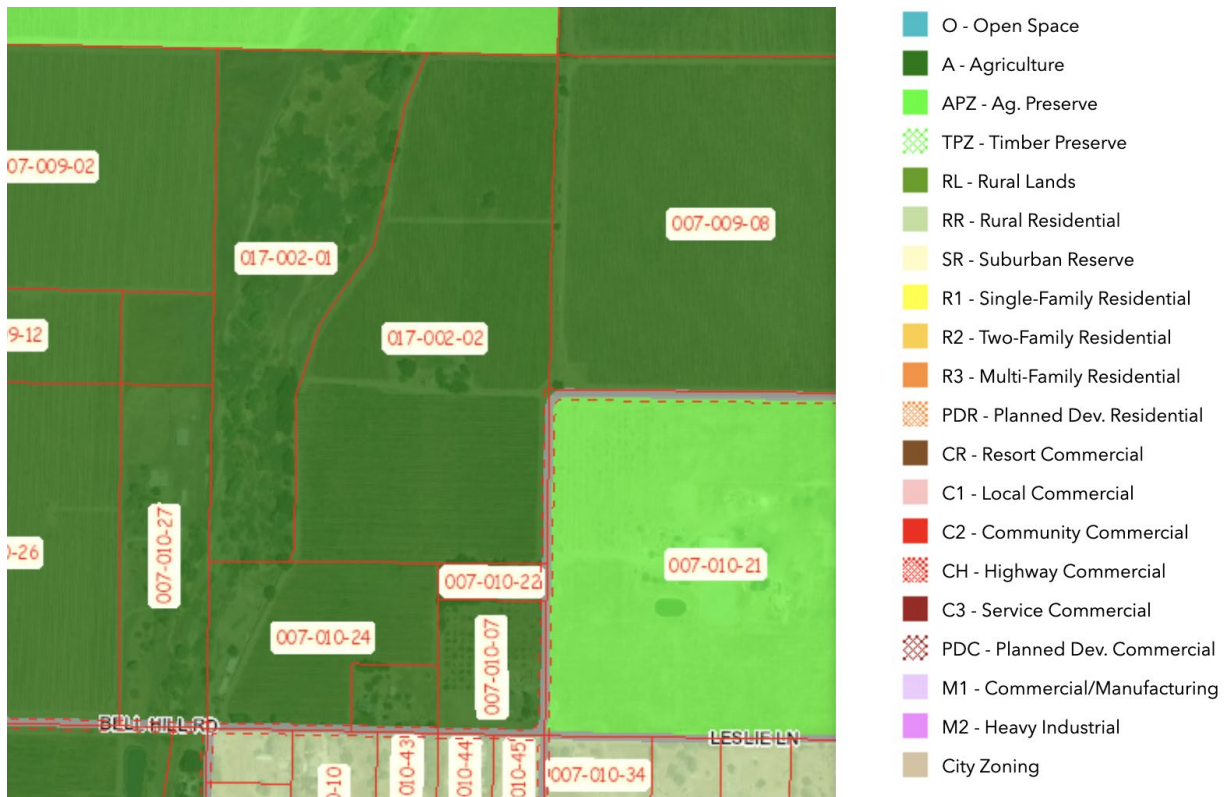 07-009-02
007-009-08
017-002-01
9-12
017-002-02
-26
007-010-27
007-010-22
007-010-21
007-010-24
007-010-07
BELL HILL RD
LESLIE LN
-10
010-43
010-44
010-45
007-010-34
O - Open Space
A - Agriculture
APZ - Ag. Preserve
TPZ - Timber Preserve
RL - Rural Lands
RR - Rural Residential
SR - Suburban Reserve
R1 - Single-Family Residential
R2 - Two-Family Residential
R3 - Multi-Family Residential
PDR - Planned Dev. Residential
CR - Resort Commercial
C1 - Local Commercial
C2 - Community Commercial
CH - Highway Commercial
C3 - Service Commercial
PDC - Planned Dev. Commercial
M1 - Commercial/Manufacturing
M2 - Heavy Industrial
City Zoning